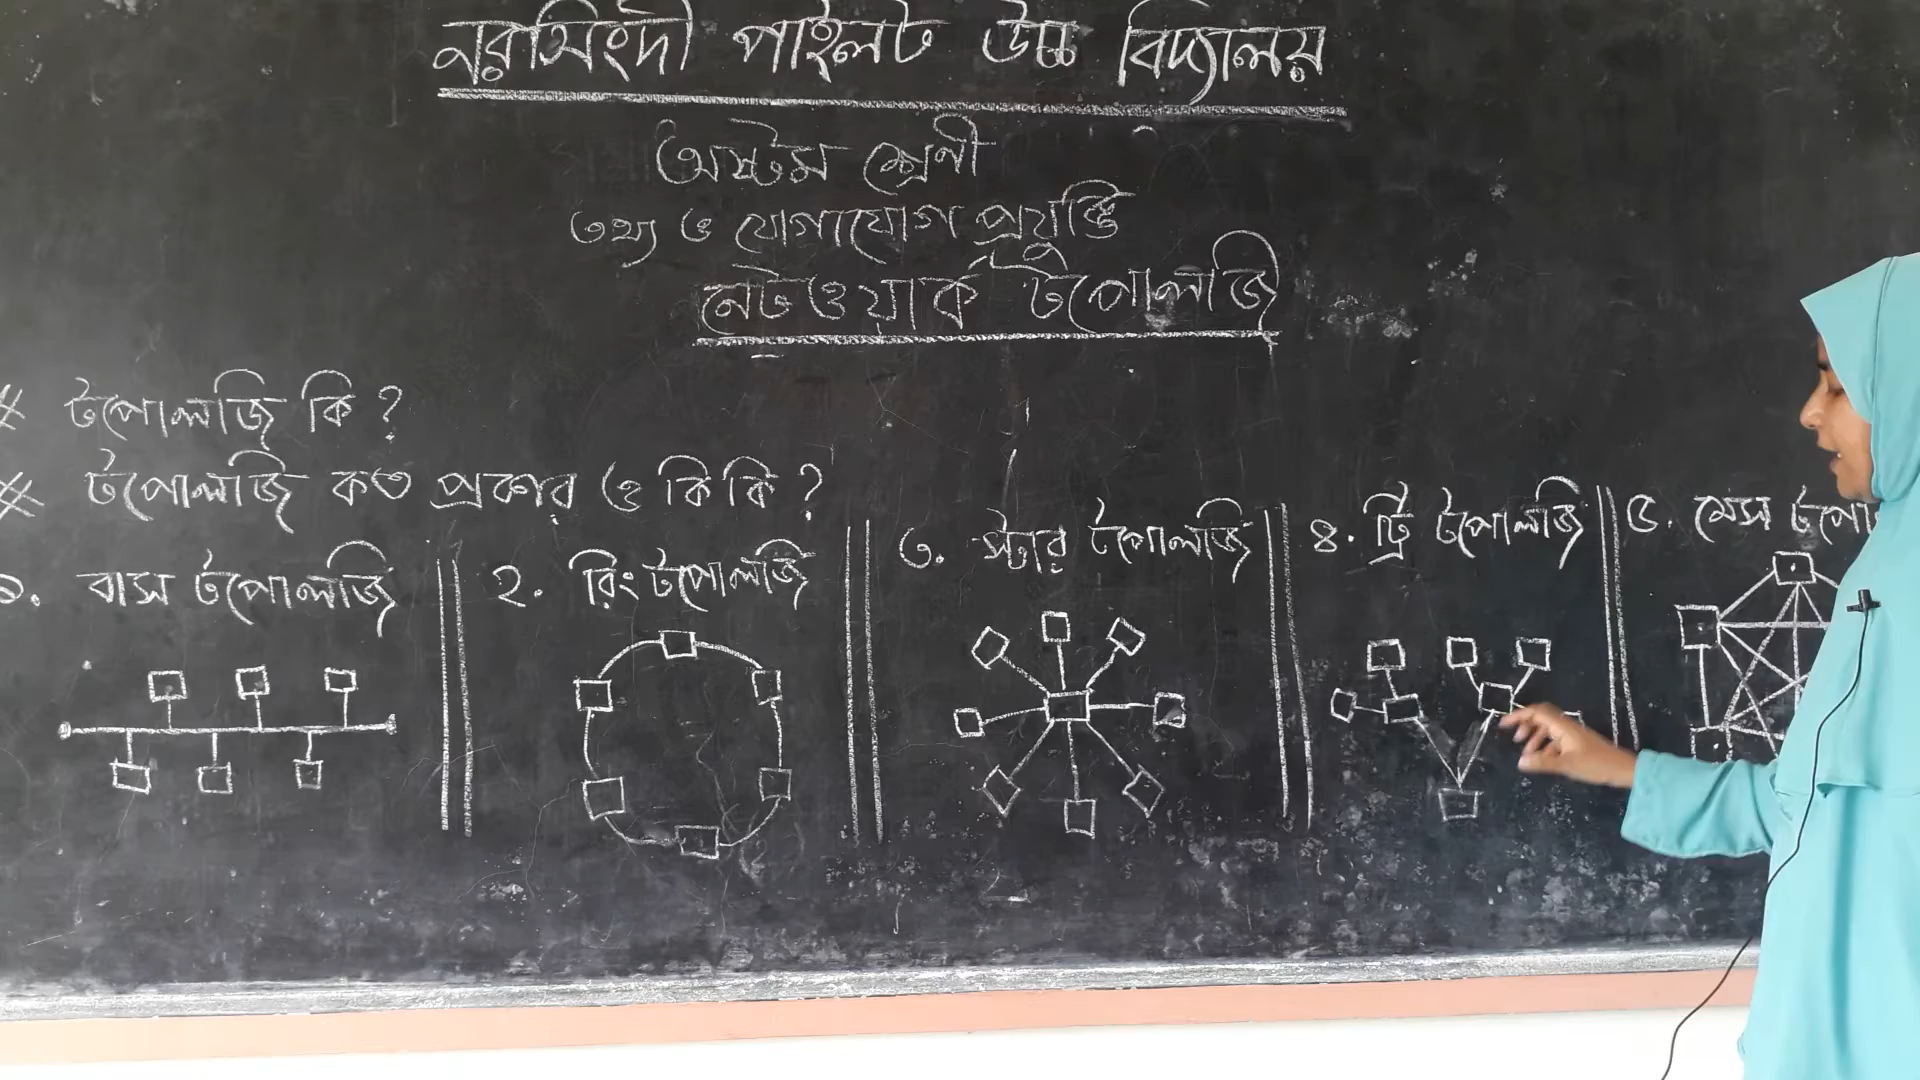 নরসিংদী পাইলট উচ্চ বিদ্যালয়
অষ্টম শ্রেণী
তথ্য ও যোগাযোগ প্রযুক্তি
নেটওয়ার্ক টপোলজি
# টপোলজি কি?
# টপোলজি কত প্রকার ও কি কি?
১. বাস টপোলজি
২. রিং টপোলজি
৩. স্টার টপোলজি
৪. ট্রি টপোলজি
৫. মেস টপো